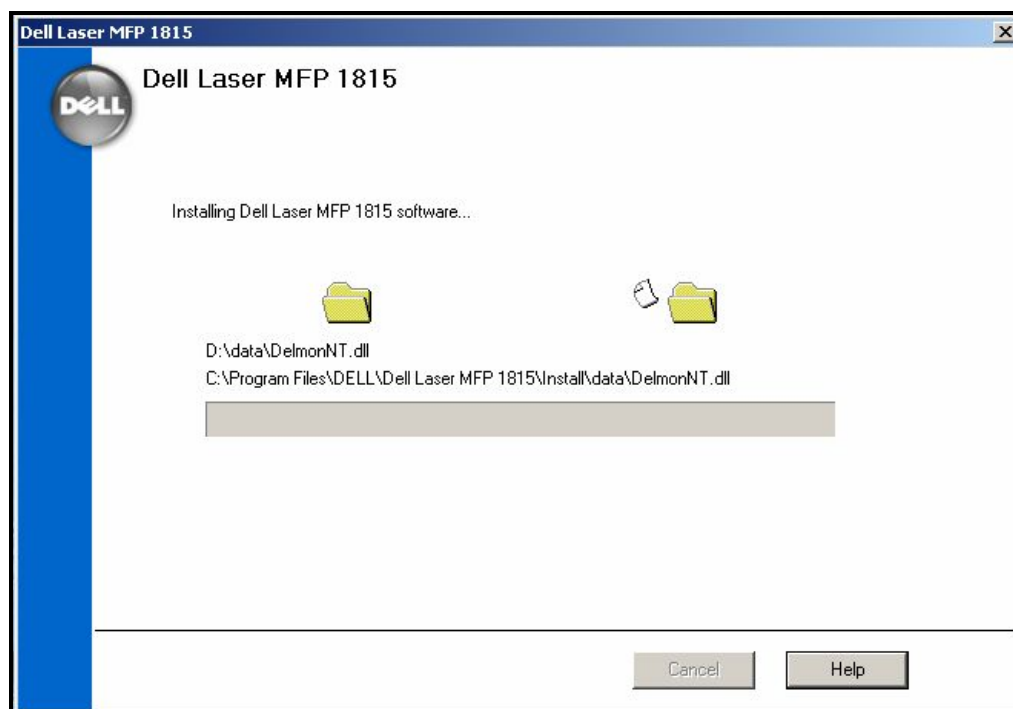 Dell Laser MFP 1815
DELL
Dell Laser MFP 1815
Installing Dell Laser MFP 1815 software...
D:\data\DelmonNT.dll
C:\Program Files\DELL\Dell Laser MFP 1815\Install\data\DelmonNT.dll
Cancel
Help